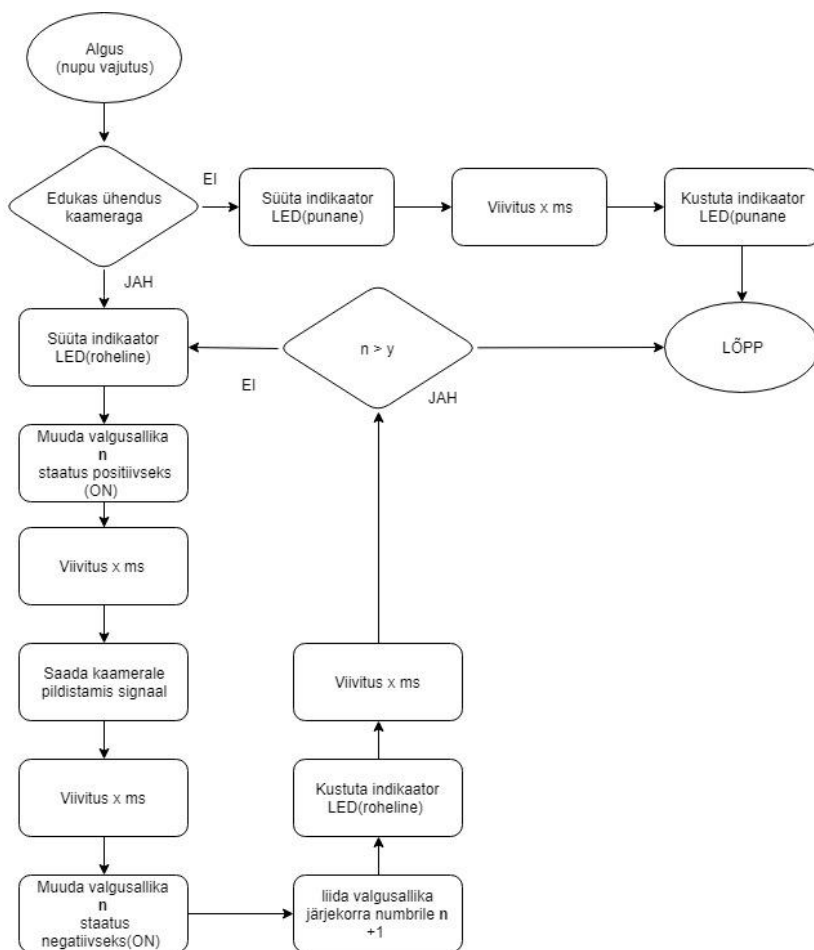 Algus
(nupu vajutus)
Edukas ühendus
kaameraga
EI
Süüta indikaator
LED(punane)
Viivitus x ms
Kustuta indikaator
LED(punane
JAH
LÕPP
Süüta indikaator
LED(roheline)
n > y
EI
JAH
Muuda valgusallika
n
staatus positiivseks
(ON)
Viivitus x ms
Saada kaamerale
pildistamis signaal
Viivitus x ms
Muuda valgusallika
n
staatus
negatiivseks(ON)
liida valgusallika
järjekorra numbrile n
+1
Kustuta indikaator
LED(roheline)
Viivitus x ms